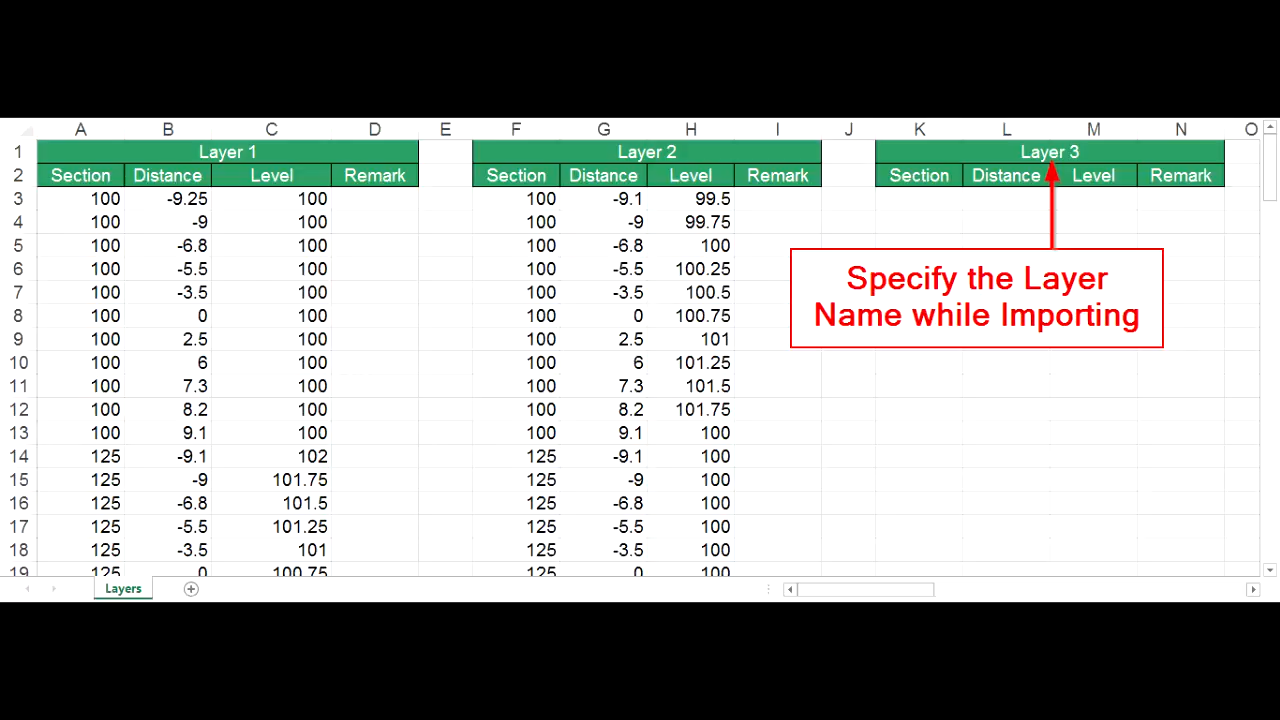 A B C D E F G H I J K L M N O
1 Layer 1 Layer 2 Layer 3
2 Section Distance Level Remark Section Distance Level Remark Section Distance Level Remark
3 100 -9.25 100 100 -9.1 99.5
4 100 -9 100 100 -9 99.75
5 100 -6.8 100 100 -6.8 100
6 100 -5.5 100 100 -5.5 100.25
7 100 -3.5 100 100 -3.5 100.5
8 100 0 100 100 0 100.75
9 100 2.5 100 100 2.5 101
10 100 6 100 100 6 101.25
11 100 7.3 100 100 7.3 101.5
12 100 8.2 100 100 8.2 101.75
13 100 9.1 100 100 9.1 100
14 125 -9.1 102 125 -9.1 100
15 125 -9 101.75 125 -9 100
16 125 -6.8 101.5 125 -6.8 100
17 125 -5.5 101.25 125 -5.5 100
18 125 -3.5 101 125 -3.5 100
19 125 0 100.75 125 0 100
Specify the Layer
Name while Importing
Layers